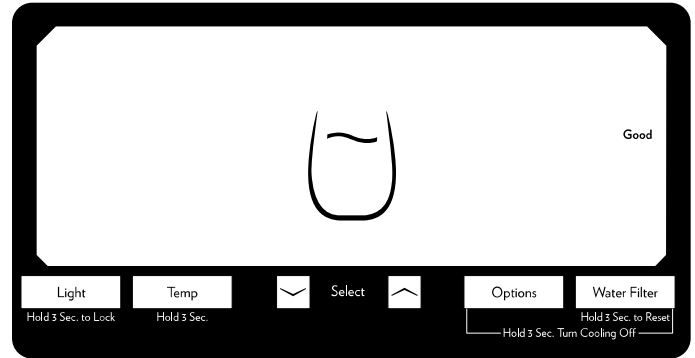 Good
Light
Temp
Select
Options
Water Filter
Hold 3 Sec. to Lock
Hold 3 Sec.
Hold 3 Sec. to Reset
Hold 3 Sec. Turn Cooling Off